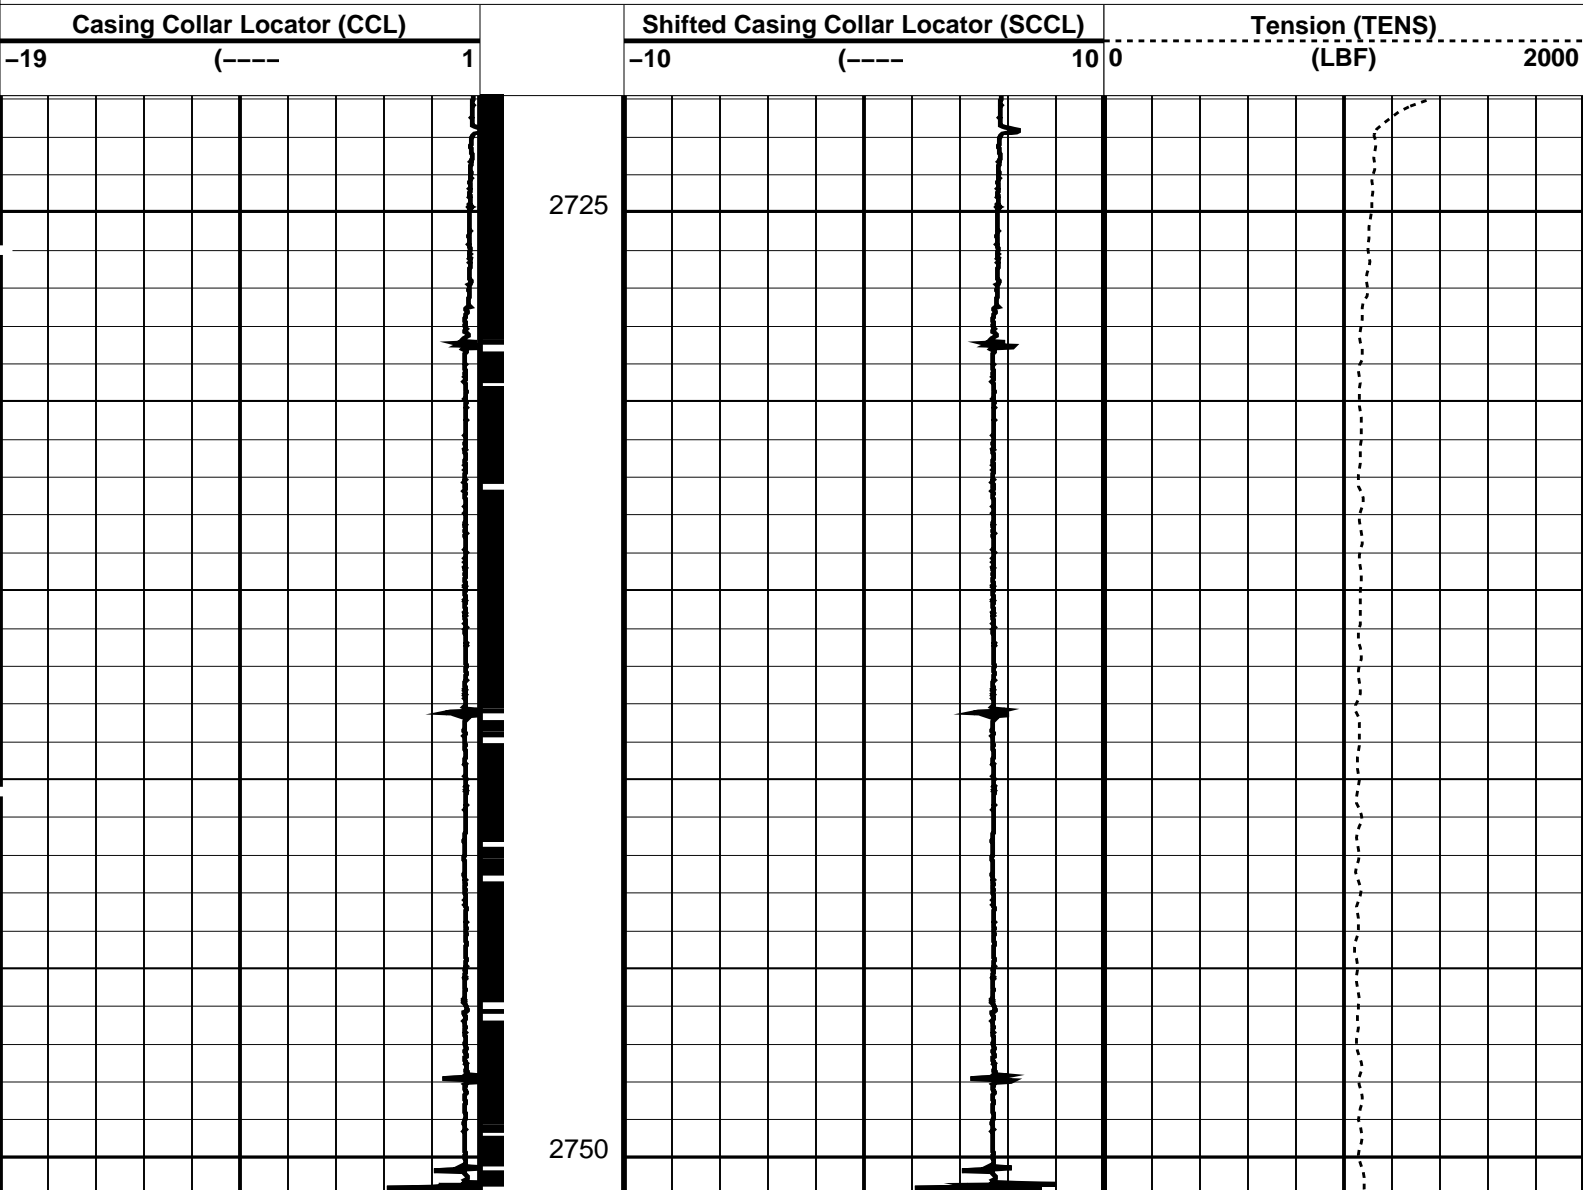 Casing Collar Locator (CCL) Shifted Casing Collar Locator (SCCL) Tension (TENS)
−19 (−−−− 1 −10 (−−−− 10 0 (LBF) 2000
2725
2750